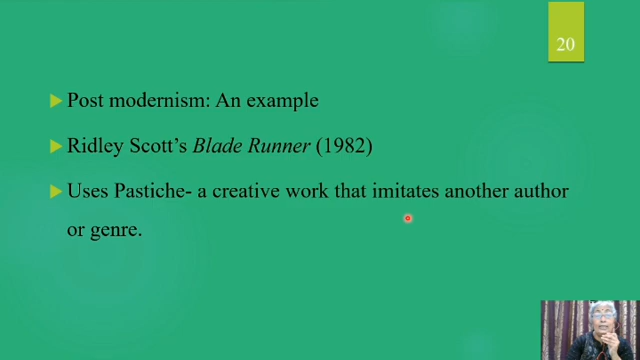 20
Post modernism: An example
Ridley Scott's Blade Runner (1982)
Uses Pastiche- a creative work that imitates another author
or genre.